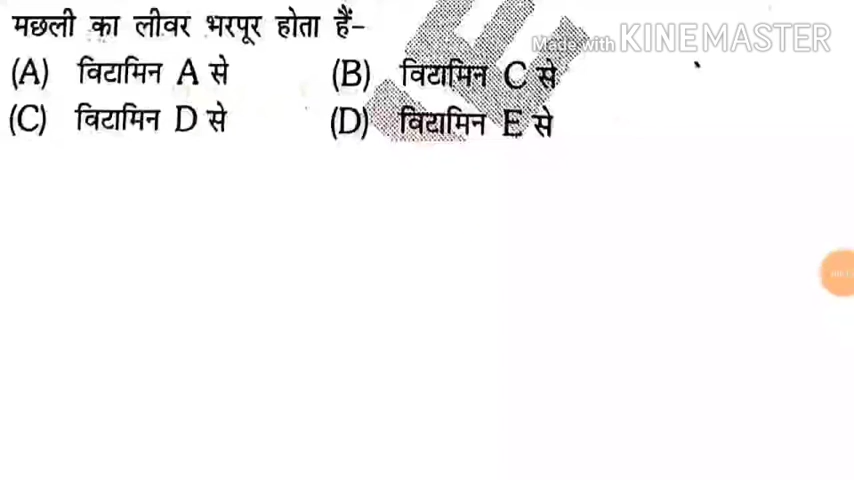 मछली का लीवर भरपूर होता हैं-
Made with KINEMASTER
(A) विटामिन A से (B) विटामिन C से
(C) विटामिन D से (D) विटामिन E से